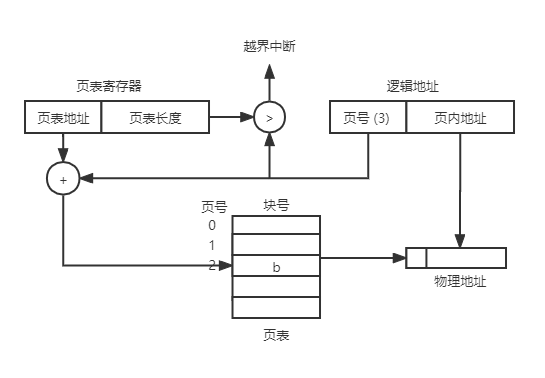 越界中断
页表寄存器
逻辑地址
页表地址
页表长度
>
页号 (3)
页内地址
+
页号
块号
0
1
2
b
物理地址
页表